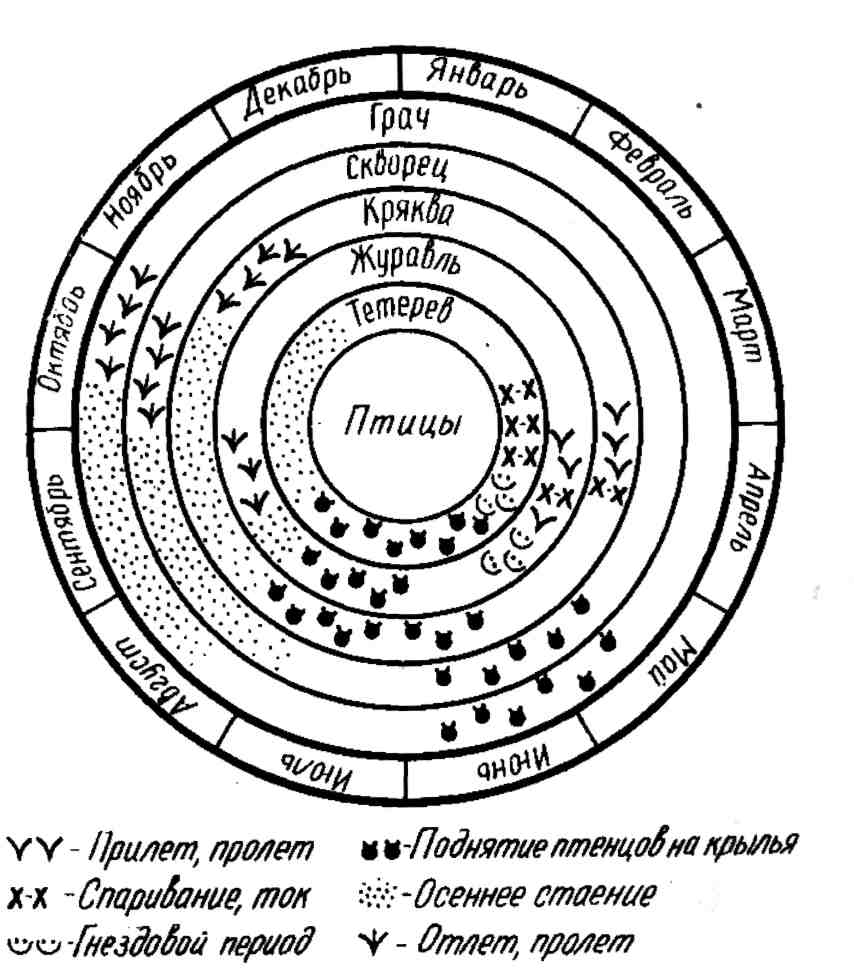 Январь
Февраль
Март
Апрель
Май
Июнь
Июль
Август
Сентябрь
Октябрь
Ноябрь
Декабрь
Грач
Скворец
Кряква
Журавль
Тетерев
Птицы
- Прилет, пролет
-Поднятие птенцов на крылья
x-x -Спаривание, ток
-Осеннее стаение
-Гнездовой период
- Отлет, пролет